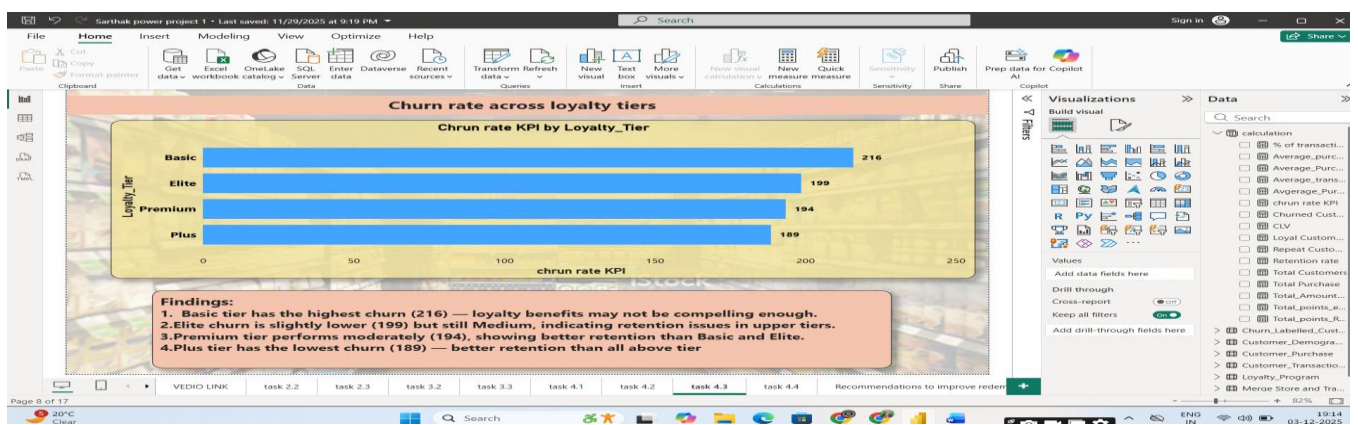 Sarthak power project 1 • Last saved: 11/29/2025 at 9:19 PM
Search
Sign in
File Home Insert Modeling View Optimize Help
Share
Paste
Cut
Copy
Format painter
Clipboard
Get data
Excel workbook
OneLake catalog
SQL Server
Enter data
Dataverse
Recent sources
Data
Transform data
Refresh
Queries
New visual
Text box
More visuals
Insert
New visual calculation
New measure
Quick measure
Calculations
Sensitivity
Sensitivity
Publish
Share
Prep data for AI
Copilot
Copilot
Churn rate across loyalty tiers
Chrun rate KPI by Loyalty_Tier
Loyalty_Tier
Basic 216
Elite 199
Premium 194
Plus 189
0 50 100 150 200 250
chrun rate KPI
iStock
Findings:
1. Basic tier has the highest churn (216) — loyalty benefits may not be compelling enough.
2.Elite churn is slightly lower (199) but still Medium, indicating retention issues in upper tiers.
3.Premium tier performs moderately (194), showing better retention than Basic and Elite.
4.Plus tier has the lowest churn (189) — better retention than all above tier
Filters
Visualizations
Build visual
R Py
Values
Add data fields here
Drill through
Cross-report Off
Keep all filters On
Add drill-through fields here
Data
Search
calculation
% of transacti...
Average_purc...
Average_Purc...
Average_trans...
Avgerage_Pur...
chrun rate KPI
Churned Cust...
CLV
Loyal Custom...
Repeat Custo...
Retention rate
Total Customers
Total Purchase
Total_Amount...
Total_points_e...
Total_points_R...
Churn_Labelled_Cust...
Customer_Demogra...
Customer_Purchase
Customer_Transactio...
Loyalty_Program
Merge Store and Tra...
VEDIO LINK task 2.2 task 2.3 task 3.2 task 3.3 task 4.1 task 4.2 task 4.3 task 4.4 Recommendations to improve reder
Page 8 of 17
82%
20°C
Clear
Search
ENG
IN
19:14
03-12-2025